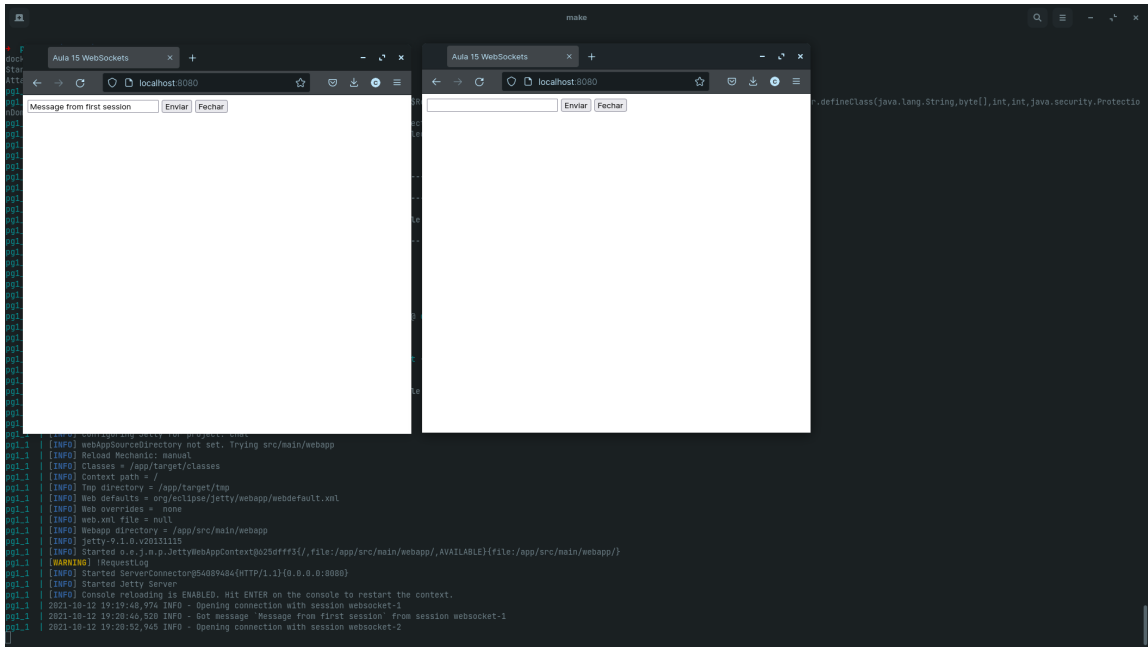 make
Aula 15 WebSockets
localhost:8080
Message from first session Enviar Fechar
Aula 15 WebSockets
localhost:8080
Enviar Fechar
r.defineClass(java.lang.String,byte[],int,int,java.security.Protectio
pg1_1 | [INFO] Configuring Jetty for project: chat
pg1_1 | [INFO] webAppSourceDirectory not set. Trying src/main/webapp
pg1_1 | [INFO] Reload Mechanic: manual
pg1_1 | [INFO] Classes = /app/target/classes
pg1_1 | [INFO] Context path = /
pg1_1 | [INFO] Tmp directory = /app/target/tmp
pg1_1 | [INFO] Web defaults = org/eclipse/jetty/webapp/webdefault.xml
pg1_1 | [INFO] Web overrides = none
pg1_1 | [INFO] web.xml file = null
pg1_1 | [INFO] Webapp directory = /app/src/main/webapp
pg1_1 | [INFO] jetty-9.1.0.v20131115
pg1_1 | [INFO] Started o.e.j.m.p.JettyWebAppContext@625dfff3{/,file:/app/src/main/webapp/,AVAILABLE}{file:/app/src/main/webapp/}
pg1_1 | [WARNING] !RequestLog
pg1_1 | [INFO] Started ServerConnector@54089484{HTTP/1.1}{0.0.0.0:8080}
pg1_1 | [INFO] Started Jetty Server
pg1_1 | [INFO] Console reloading is ENABLED. Hit ENTER on the console to restart the context.
pg1_1 | 2021-10-12 19:19:48,974 INFO - Opening connection with session websocket-1
pg1_1 | 2021-10-12 19:20:46,520 INFO - Got message `Message from first session` from session websocket-1
pg1_1 | 2021-10-12 19:20:52,945 INFO - Opening connection with session websocket-2